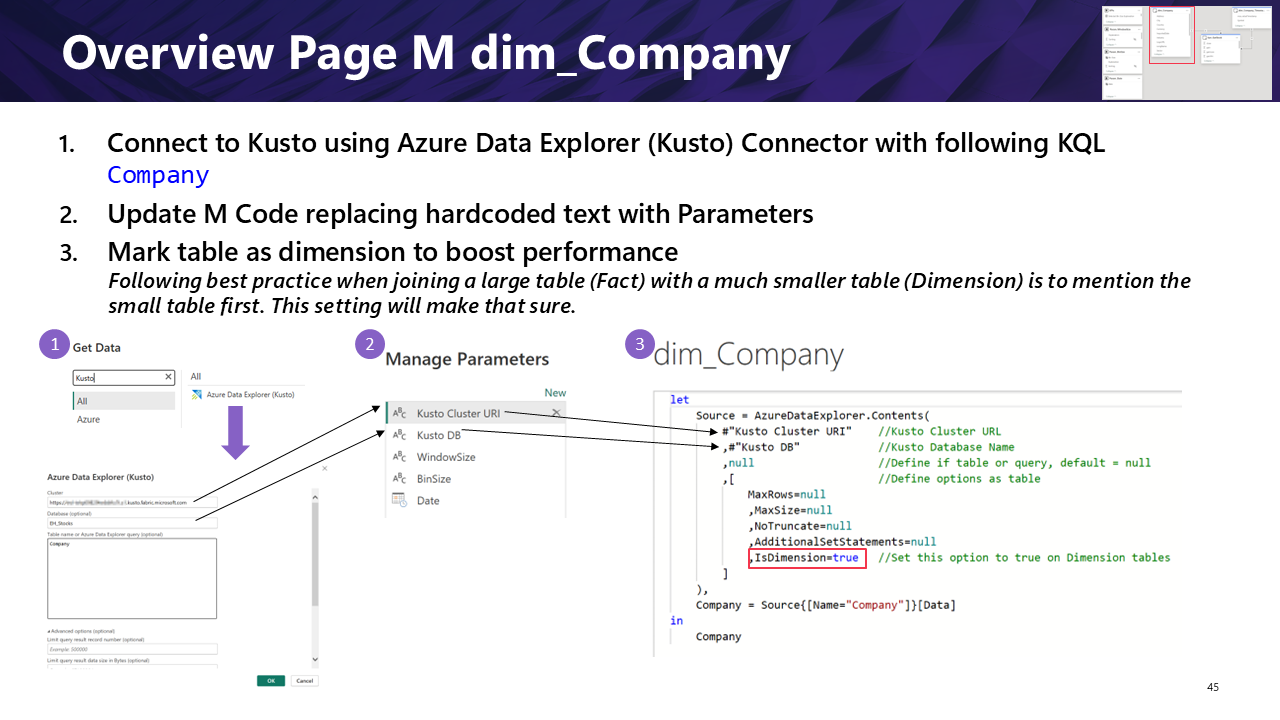 Overview Page M dim_Company
1. Connect to Kusto using Azure Data Explorer (Kusto) Connector with following KQL
Company
2. Update M Code replacing hardcoded text with Parameters
3. Mark table as dimension to boost performance
Following best practice when joining a large table (Fact) with a much smaller table (Dimension) is to mention the
small table first. This setting will make that sure.
1
Get Data
Kusto
All
Azure
All
Azure Data Explorer (Kusto)
Azure Data Explorer (Kusto)
Cluster
https://
.kusto.fabric.microsoft.com
Database (optional)
EH_Stocks
Table name or Azure Data Explorer query (optional)
Company
Advanced options (optional)
Limit query result record number (optional)
Example: 500000
Limit query result data size in Bytes (optional)
OK
Cancel
2
Manage Parameters
New
Kusto Cluster URI
Kusto DB
WindowSize
BinSize
Date
3
dim_Company
let
Source = AzureDataExplorer.Contents(
#"Kusto Cluster URI" //Kusto Cluster URL
,#"Kusto DB" //Kusto Database Name
,null //Define if table or query, default = null
,[ //Define options as table
MaxRows=null
,MaxSize=null
,NoTruncate=null
,AdditionalSetStatements=null
,IsDimension=true //Set this option to true on Dimension tables
]
),
Company = Source{[Name="Company"]}[Data]
in
Company
45